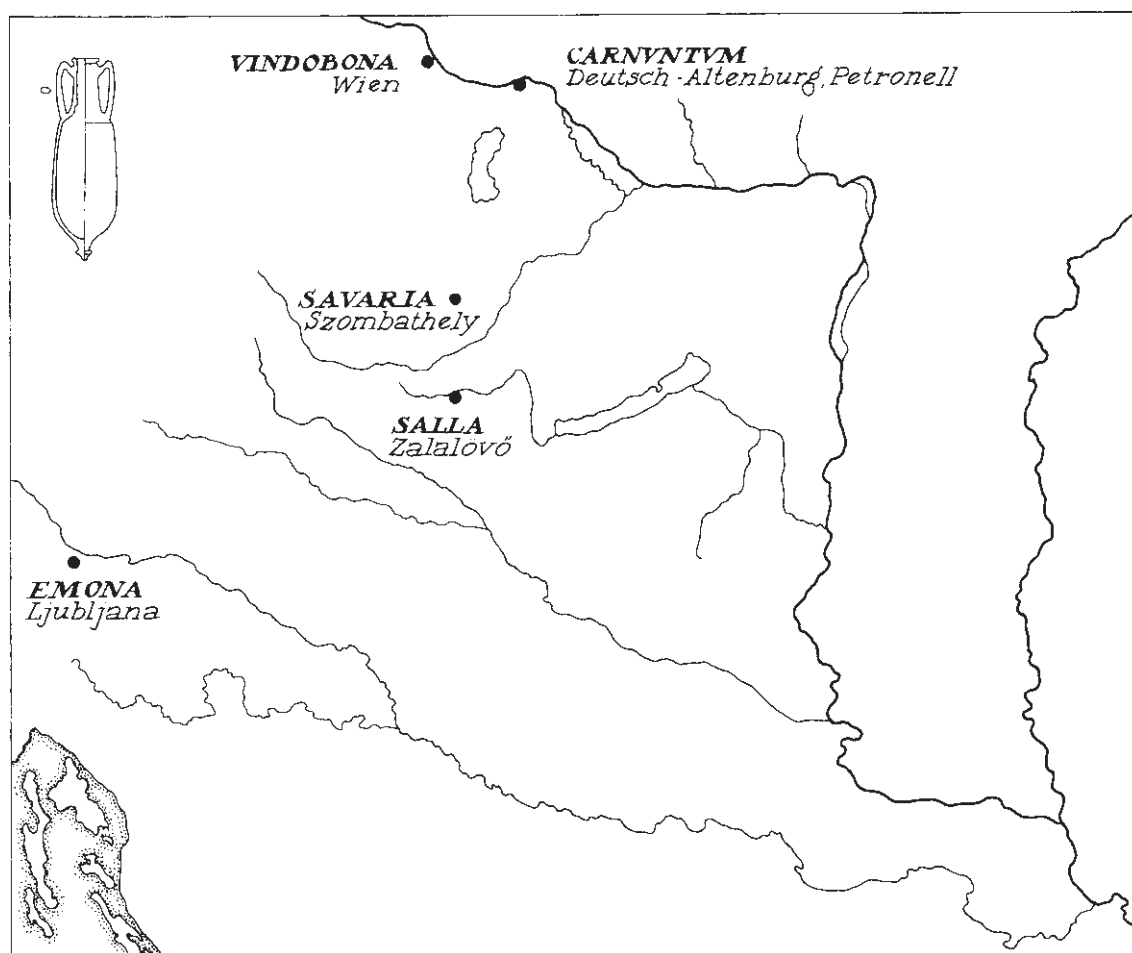 VINDOBONA
Wien
CARNVNTVM
Deutsch-Altenburg, Petronell
SAVARIA
Szombathely
SALLA
Zalalövő
EMONA
Ljubljana